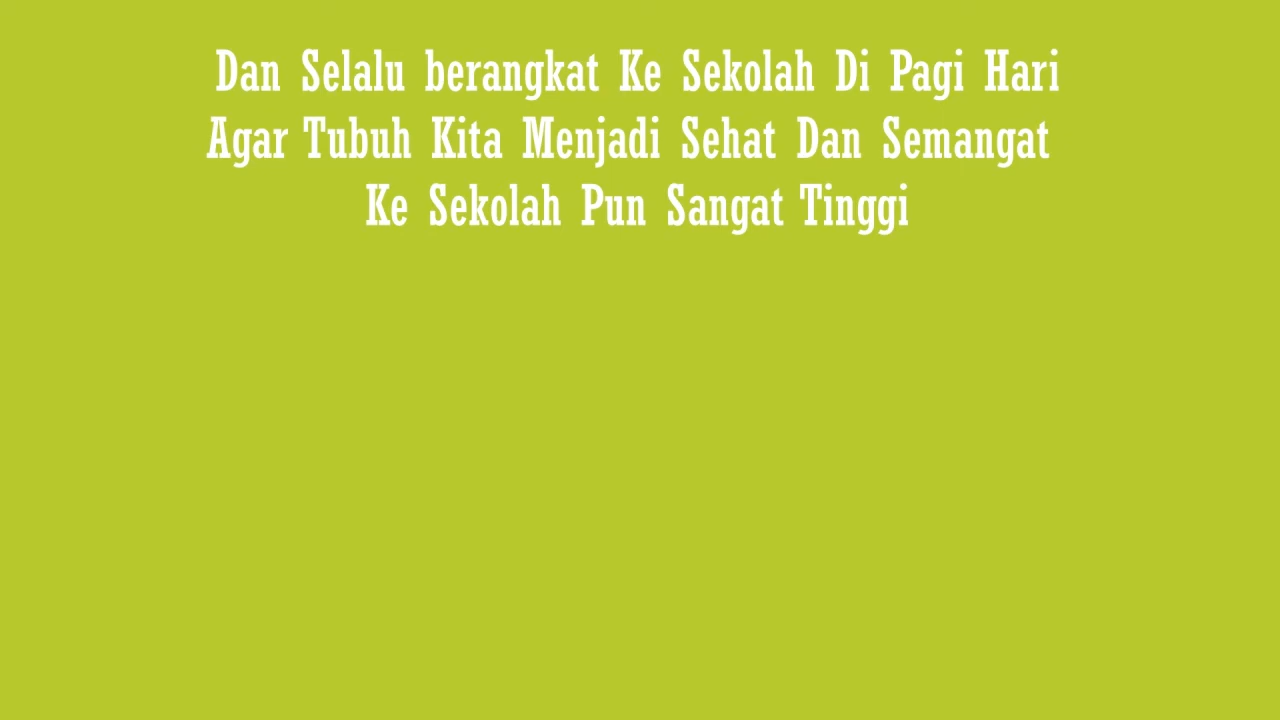 Dan Selalu berangkat Ke Sekolah Di Pagi Hari
Agar Tubuh Kita Menjadi Sehat Dan Semangat
Ke Sekolah Pun Sangat Tinggi